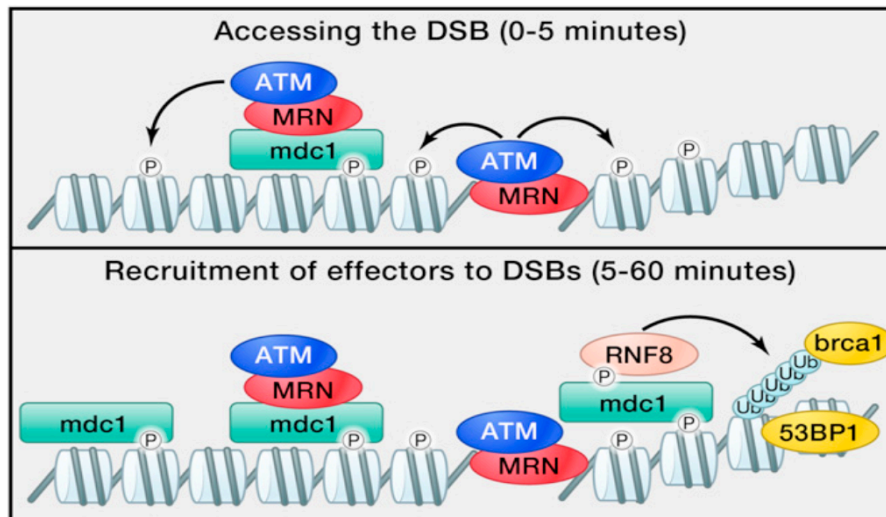 Accessing the DSB (0-5 minutes)
ATM
MRN
mdc1
P
P
P
ATM
MRN
P
P
Recruitment of effectors to DSBs (5-60 minutes)
mdc1
P
ATM
MRN
mdc1
P
P
ATM
MRN
RNF8
P
mdc1
P
P
Ub
Ub
Ub
Ub
Ub
brca1
53BP1